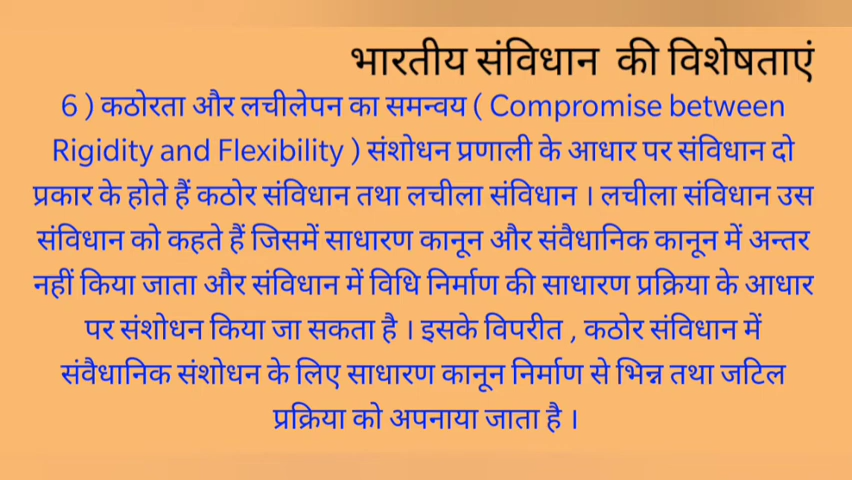 भारतीय संविधान की विशेषताएं
6 ) कठोरता और लचीलेपन का समन्वय ( Compromise between
Rigidity and Flexibility ) संशोधन प्रणाली के आधार पर संविधान दो
प्रकार के होते हैं कठोर संविधान तथा लचीला संविधान । लचीला संविधान उस
संविधान को कहते हैं जिसमें साधारण कानून और संवैधानिक कानून में अन्तर
नहीं किया जाता और संविधान में विधि निर्माण की साधारण प्रक्रिया के आधार
पर संशोधन किया जा सकता है । इसके विपरीत , कठोर संविधान में
संवैधानिक संशोधन के लिए साधारण कानून निर्माण से भिन्न तथा जटिल
प्रक्रिया को अपनाया जाता है ।